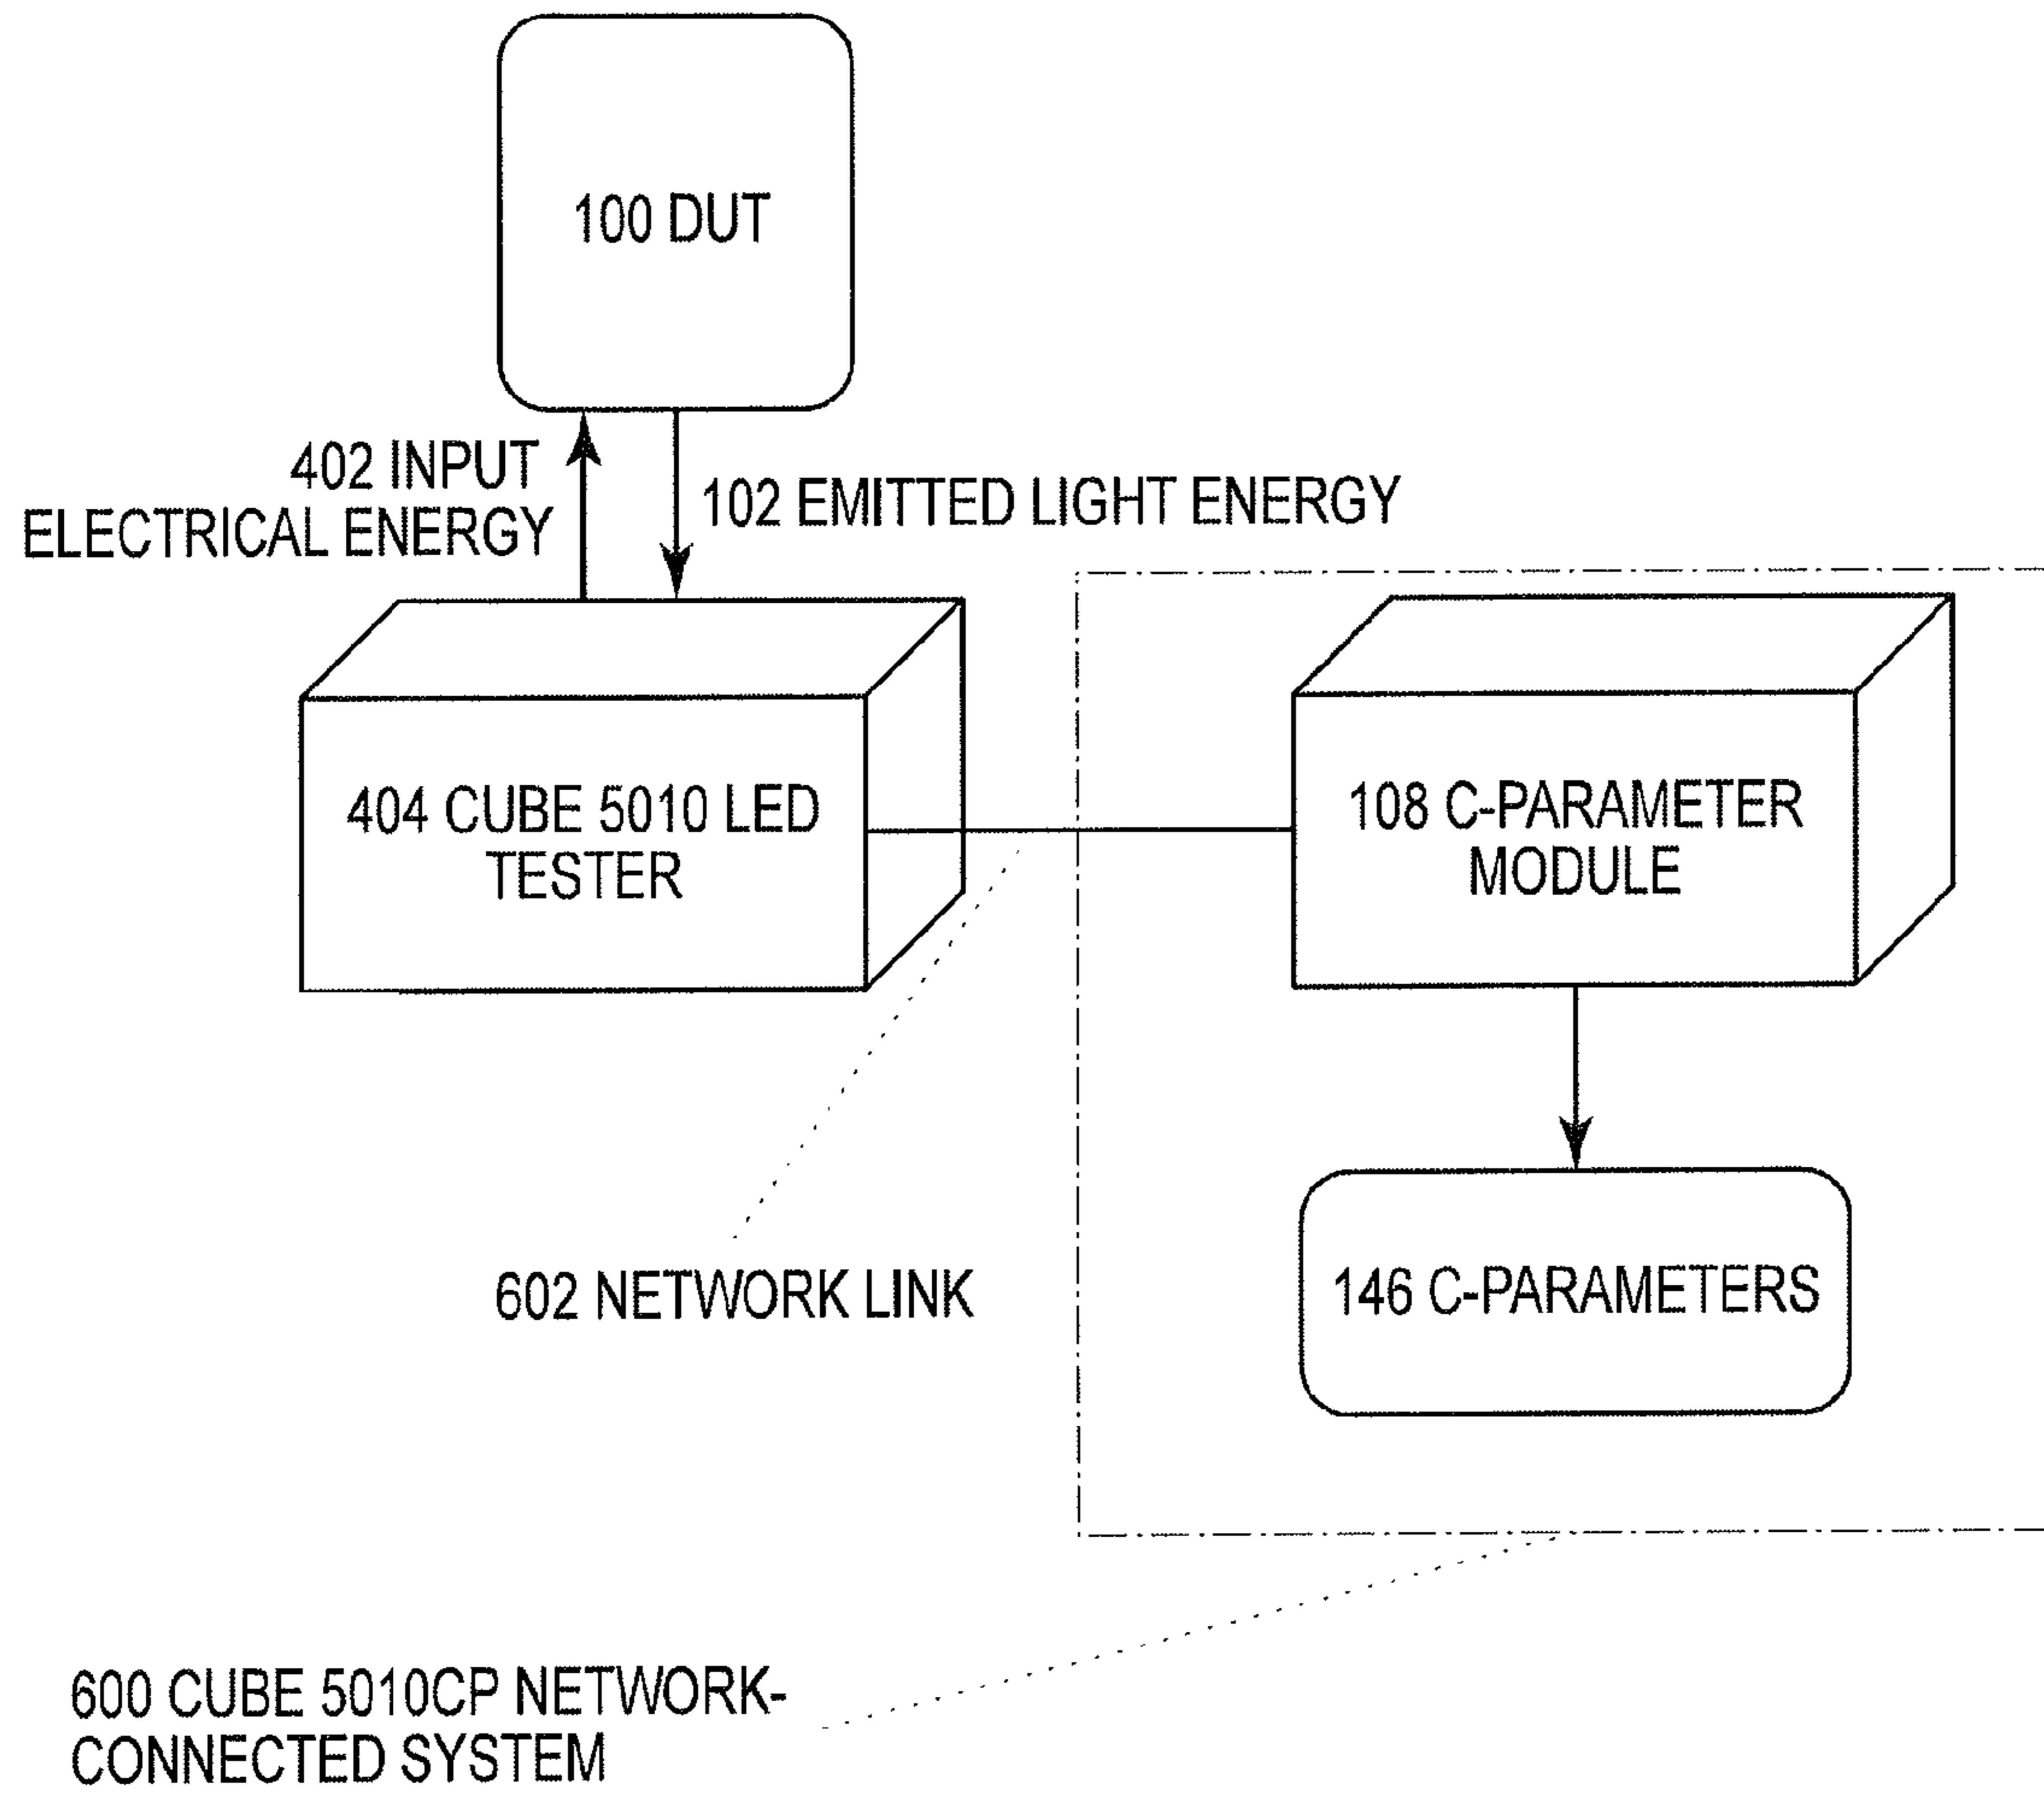 100 DUT
402 INPUT
ELECTRICAL ENERGY
102 EMITTED LIGHT ENERGY
404 CUBE 5010 LED
TESTER
108 C-PARAMETER
MODULE
602 NETWORK LINK
146 C-PARAMETERS
600 CUBE 5010CP NETWORK-
CONNECTED SYSTEM